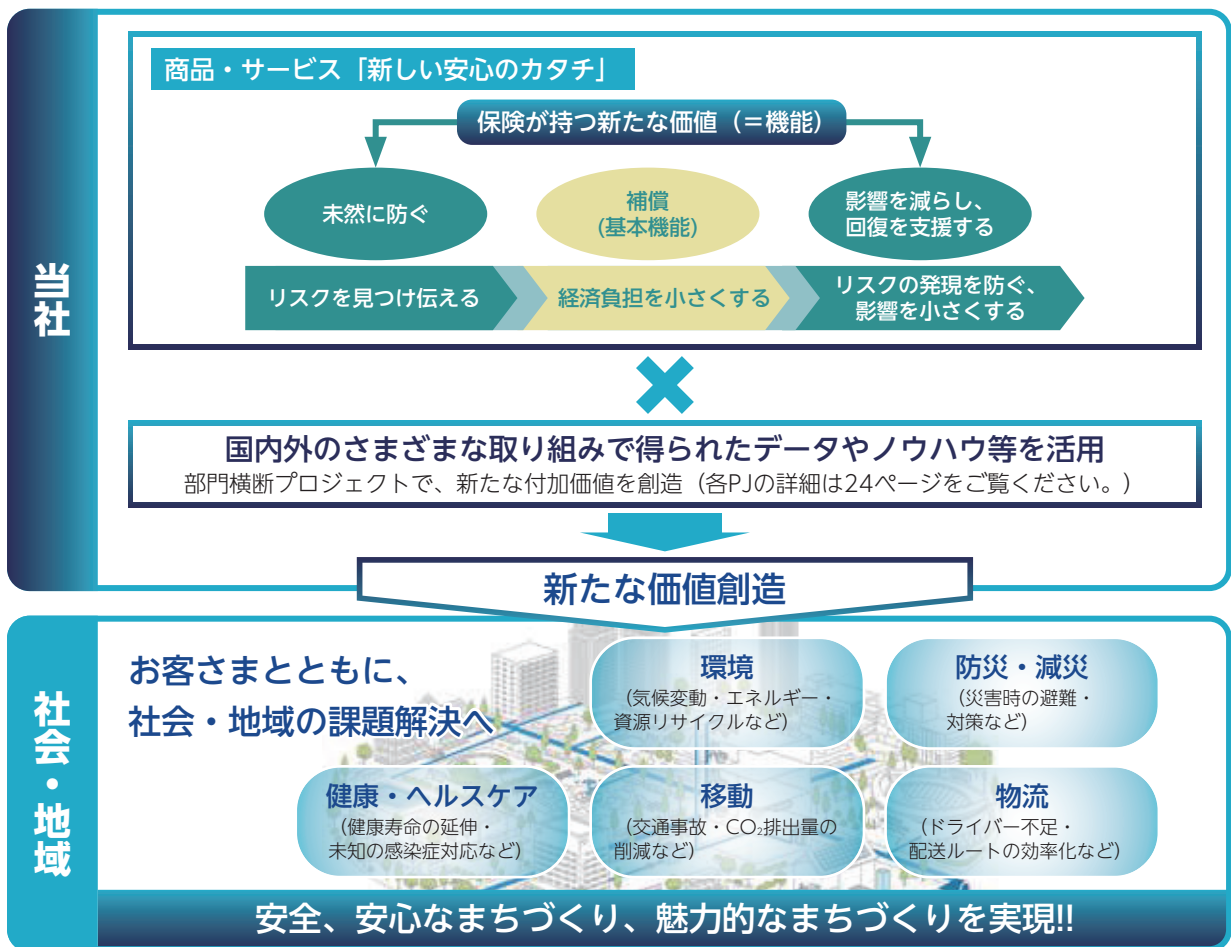 当社
商品・サービス「新しい安心のカタチ」
保険が持つ新たな価値（＝機能）
未然に防ぐ
補償
(基本機能)
影響を減らし、
回復を支援する
リスクを見つけ伝える
経済負担を小さくする
リスクの発現を防ぐ、
影響を小さくする
国内外のさまざまな取り組みで得られたデータやノウハウ等を活用
部門横断プロジェクトで、新たな付加価値を創造（各PJの詳細は24ページをご覧ください。）
新たな価値創造
社会・地域
お客さまとともに、
社会・地域の課題解決へ
環境
（気候変動・エネルギー・
資源リサイクルなど）
防災・減災
（災害時の避難・
対策など）
健康・ヘルスケア
（健康寿命の延伸・
未知の感染症対応など）
移動
（交通事故・CO₂排出量の
削減など）
物流
（ドライバー不足・
配送ルートの効率化など）
安全、安心なまちづくり、魅力的なまちづくりを実現!!